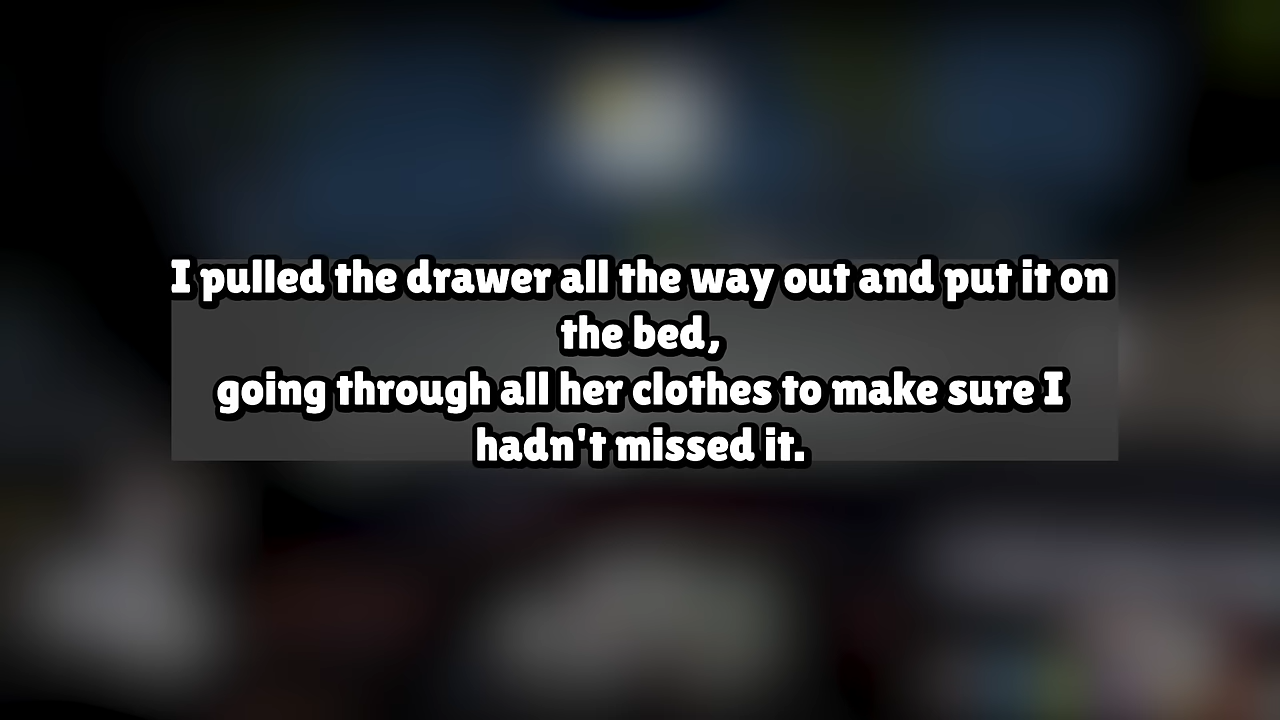 I pulled the drawer all the way out and put it on
the bed,
going through all her clothes to make sure I
hadn't missed it.